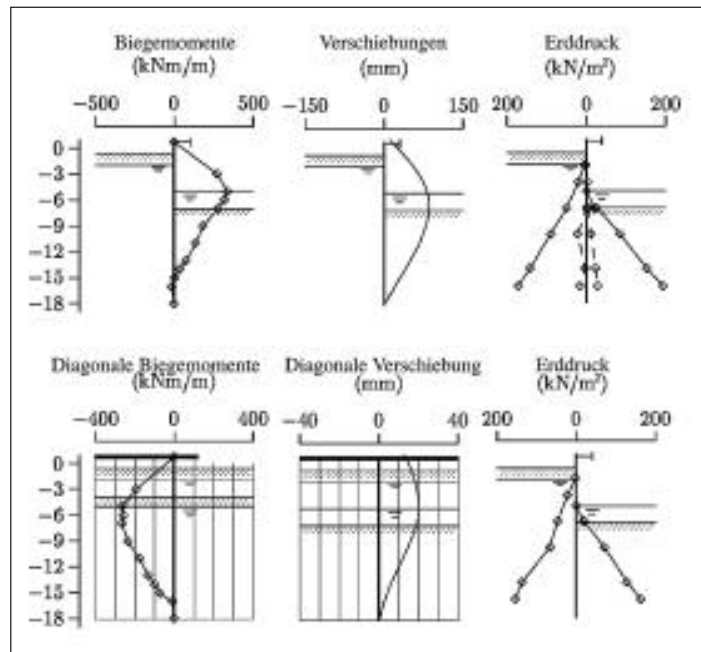 Biegemomente
(kNm/m)
Verschiebungen
(mm)
Erddruck
(kN/m²)
−500 0 500
−150 0 150
200 0 200
0
−3
−6
−9
−12
−15
−18
Diagonale Biegemomente
(kNm/m)
Diagonale Verschiebung
(mm)
Erddruck
(kN/m²)
−400 0 400
−40 0 40
200 0 200
0
−3
−6
−9
−12
−15
−18